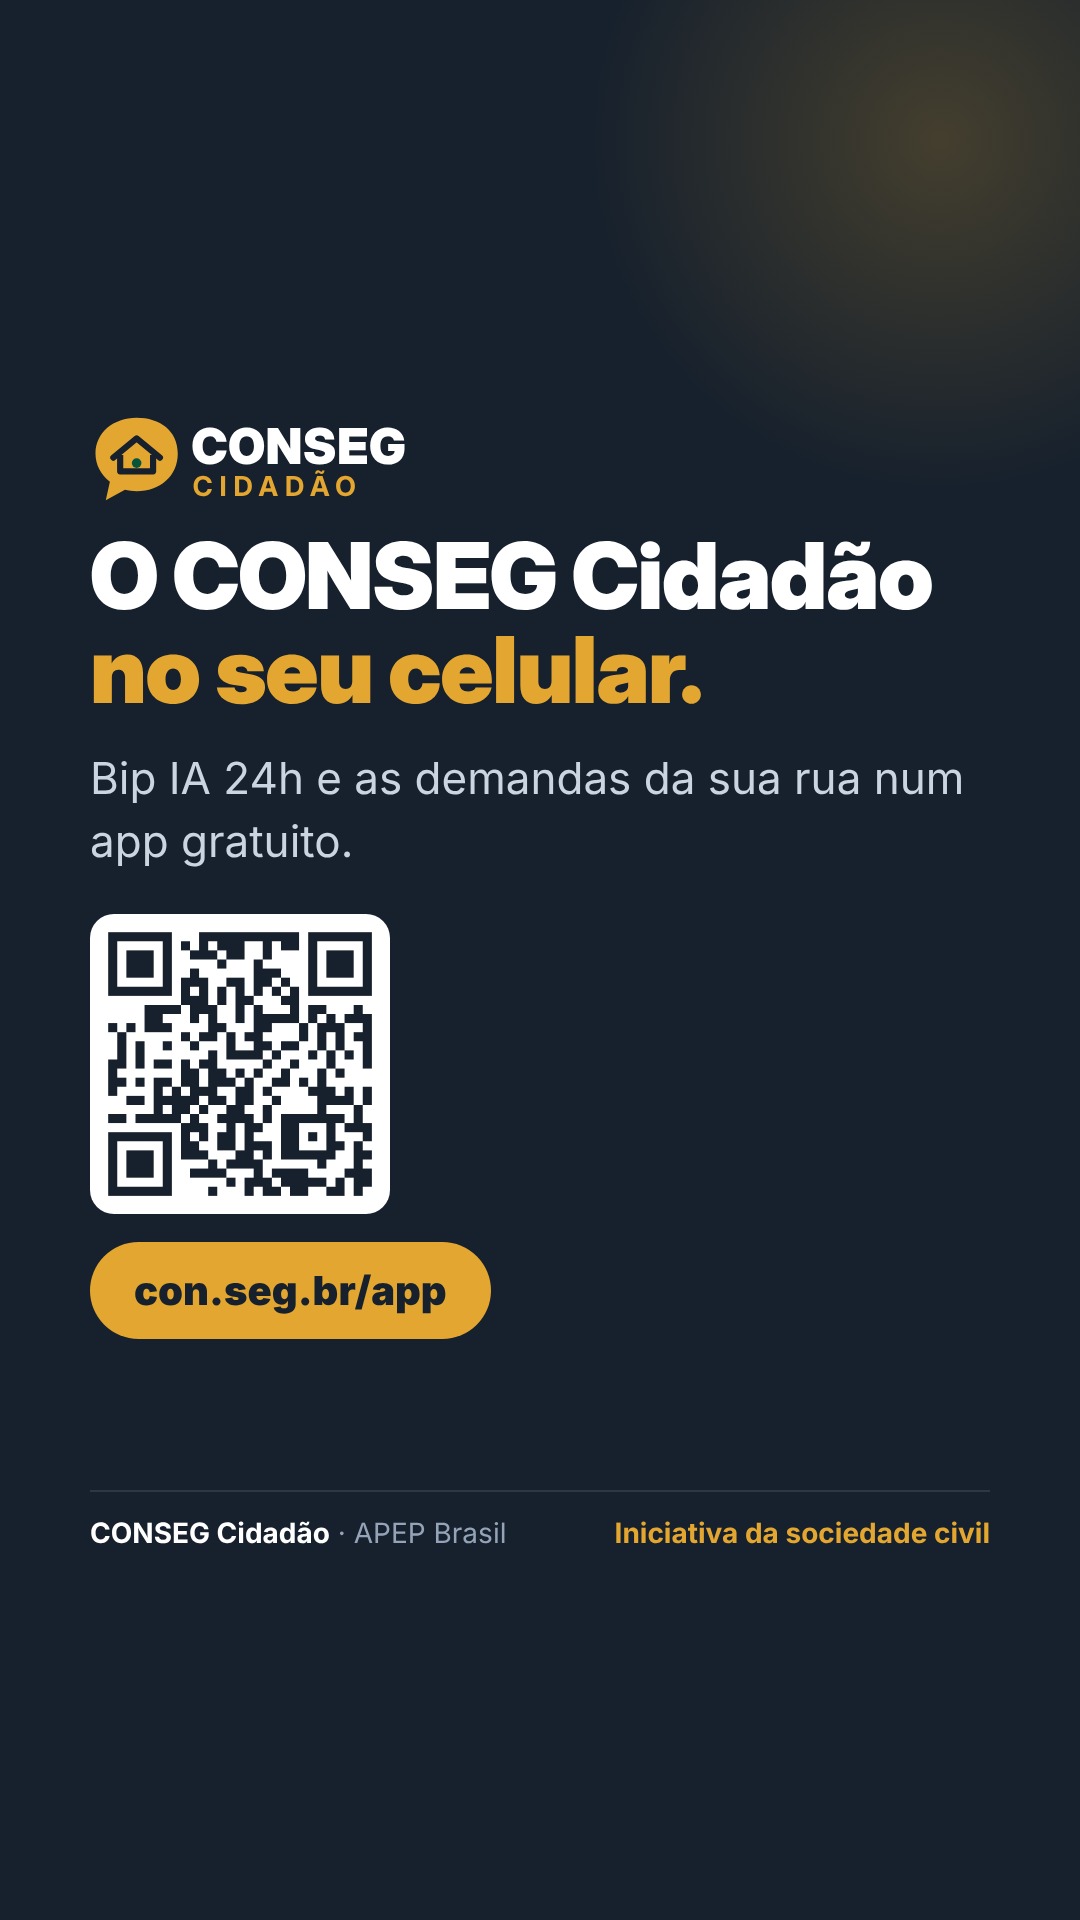 CONSEG
CIDADÃO
O CONSEG Cidadão
no seu celular.
Bip IA 24h e as demandas da sua rua num
app gratuito.
con.seg.br/app
CONSEG Cidadão · APEP Brasil
Iniciativa da sociedade civil